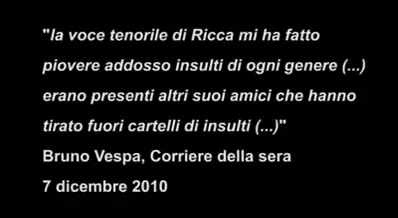 "la voce tenorile di Ricca mi ha fatto
piovere addosso insulti di ogni genere (...)
erano presenti altri suoi amici che hanno
tirato fuori cartelli di insulti (...)"
Bruno Vespa, Corriere della sera
7 dicembre 2010